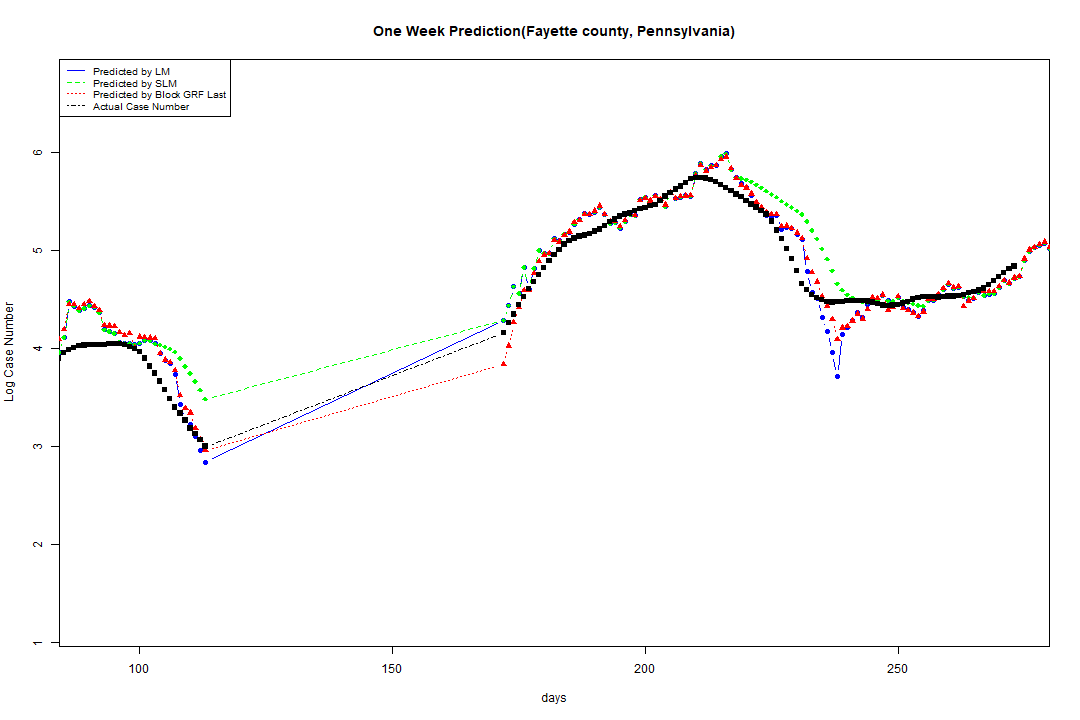 One Week Prediction(Fayette county, Pennsylvania)
Predicted by LM
Predicted by SLM
Predicted by Block GRF Last
Actual Case Number
Log Case Number
6
5
4
3
2
1
100
150
200
250
days